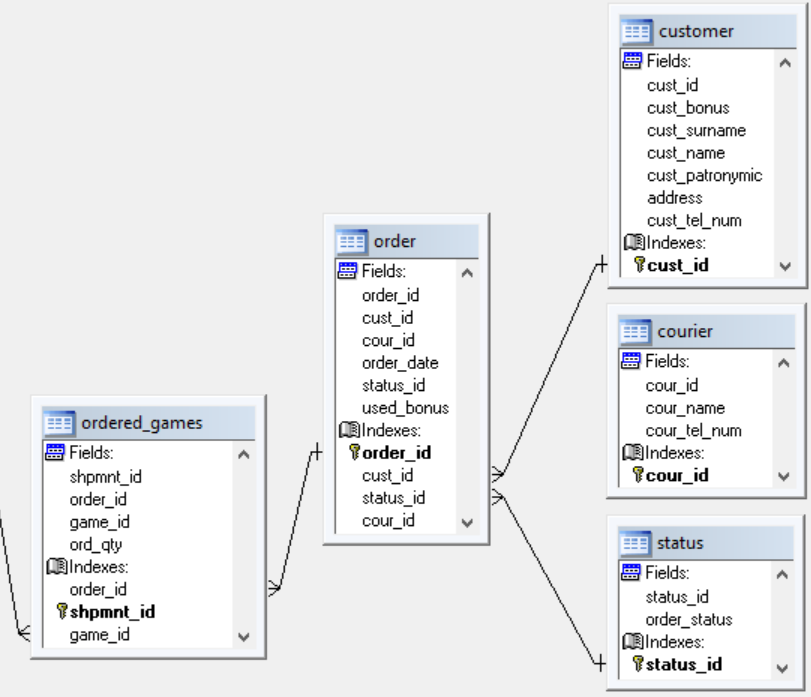 customer
Fields:
cust_id
cust_bonus
cust_surname
cust_name
cust_patronymic
address
cust_tel_num
Indexes:
cust_id
order
Fields:
order_id
cust_id
cour_id
order_date
status_id
used_bonus
Indexes:
order_id
cust_id
status_id
cour_id
courier
Fields:
cour_id
cour_name
cour_tel_num
Indexes:
cour_id
ordered_games
Fields:
shpmnt_id
order_id
game_id
ord_qty
Indexes:
order_id
shpmnt_id
game_id
status
Fields:
status_id
order_status
Indexes:
status_id